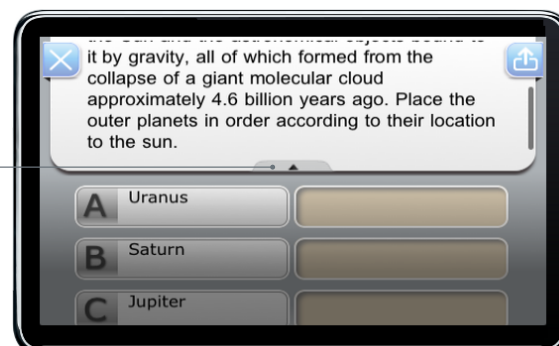 it by gravity, all of which formed from the
collapse of a giant molecular cloud
approximately 4.6 billion years ago. Place the
outer planets in order according to their location
to the sun.
A Uranus
B Saturn
C Jupiter